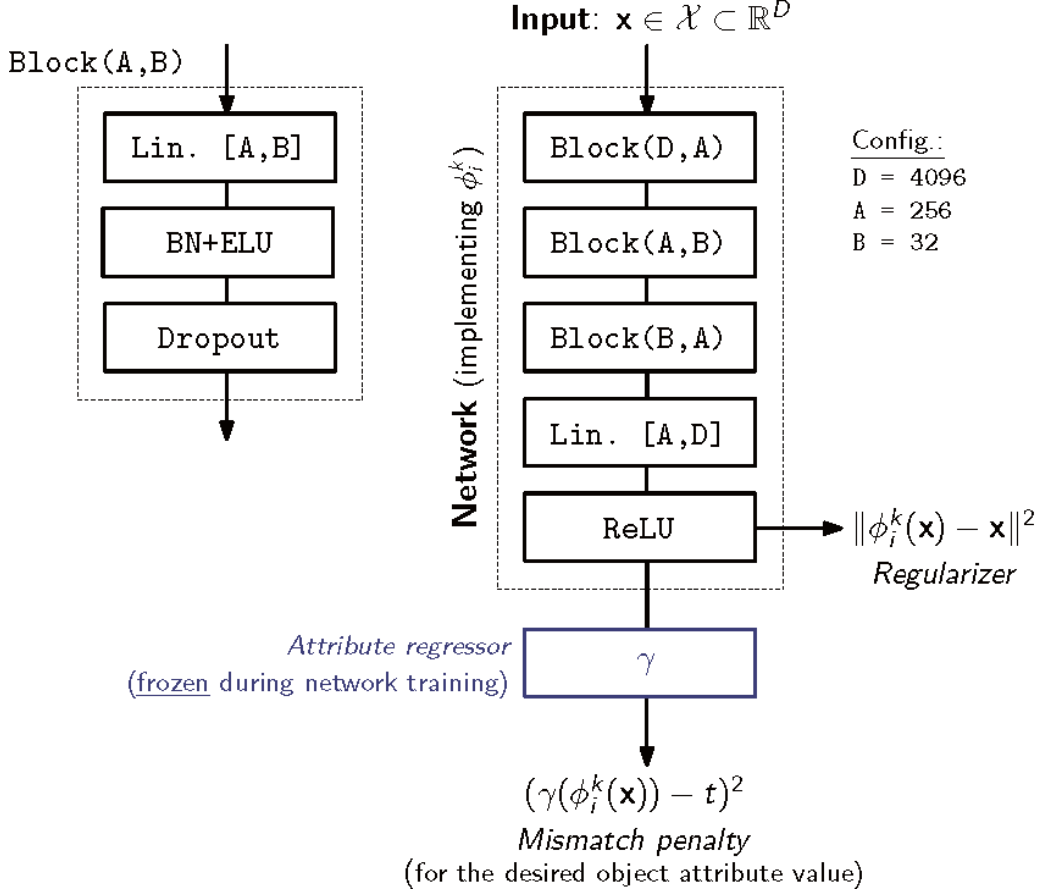 Input: x ∈ 𝒳 ⊂ ℝ^D
Block(A,B)
Lin. [A,B]
BN+ELU
Dropout
Network (implementing ϕ_i^k)
Block(D,A)
Block(A,B)
Block(B,A)
Lin. [A,D]
ReLU
Config.:
D = 4096
A = 256
B = 32
‖ϕ_i^k(x) − x‖²
Regularizer
Attribute regressor
(frozen during network training)
γ
(γ(ϕ_i^k(x)) − t)²
Mismatch penalty
(for the desired object attribute value)